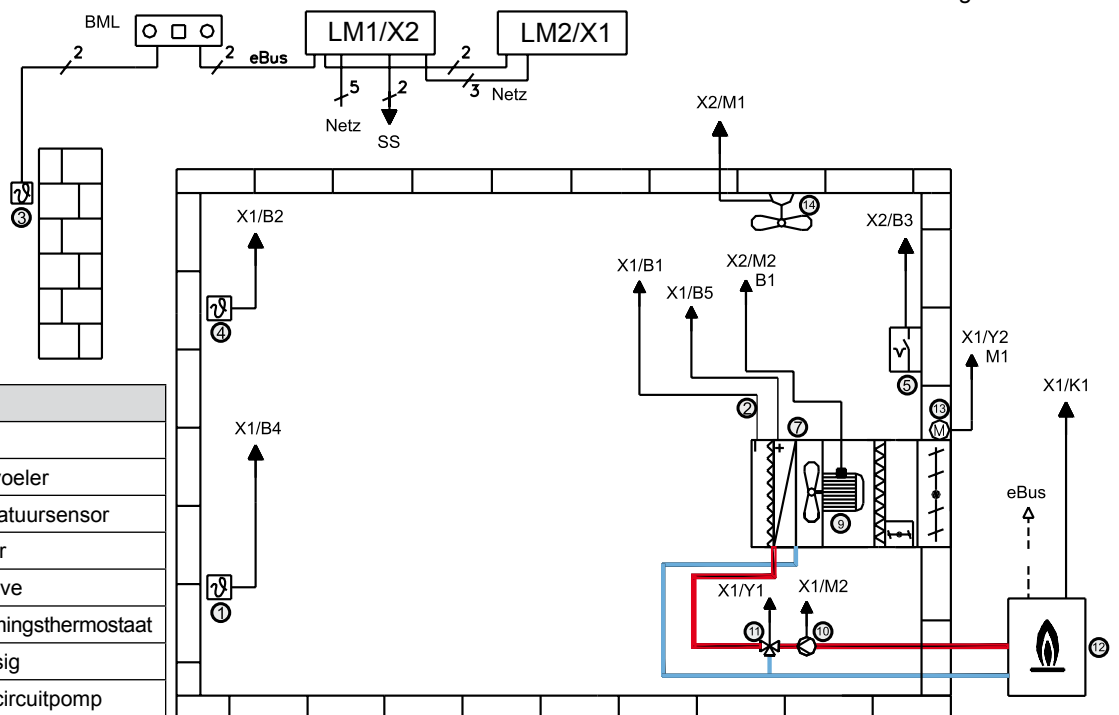 BML
LM1/X2
LM2/X1
2
2
eBus
2
5
2
3
Netz
Netz
SS
3
X2/M1
14
X1/B2
4
X2/B3
X1/B1
X1/B5
X2/M2
B1
5
X1/Y2
M1
13
X1/K1
2
7
+
9
M
X1/B4
1
eBus
X1/Y1
X1/M2
11
10
12
oeler
atuursensor
r
ve
ningsthermostaat
sig
circuitpomp